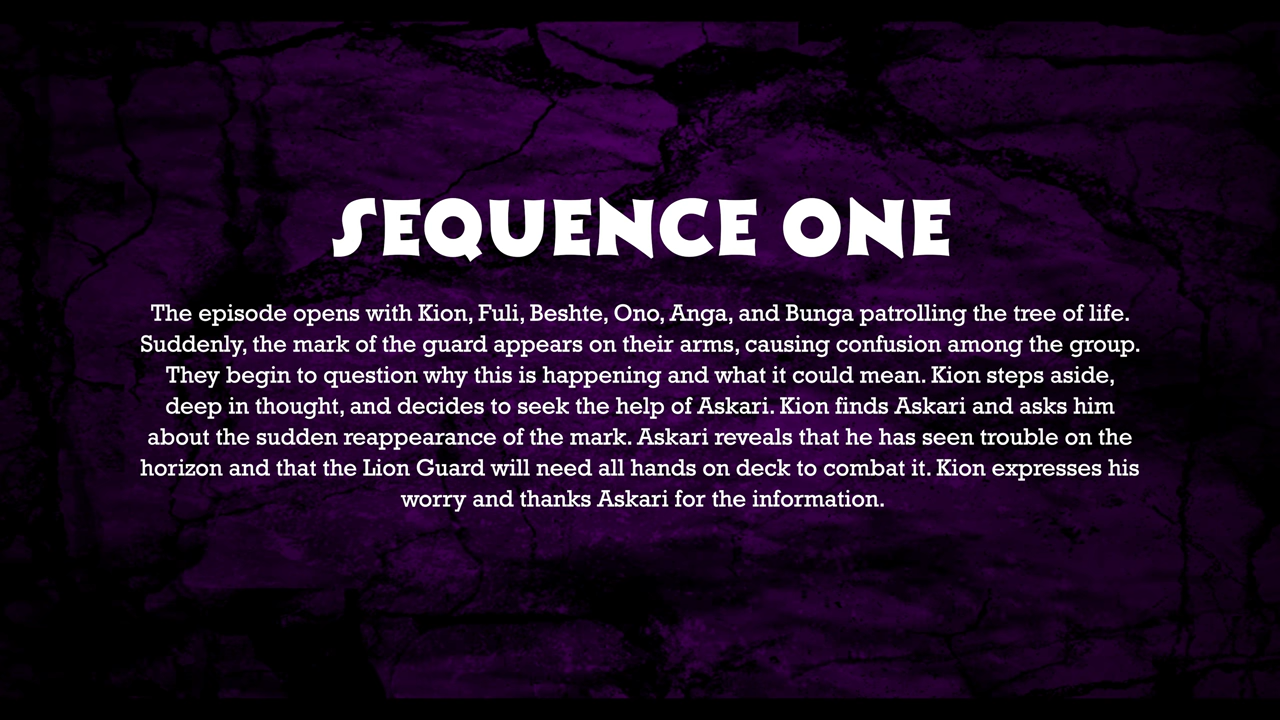 SEQUENCE ONE
The episode opens with Kion, Fuli, Beshte, Ono, Anga, and Bunga patrolling the tree of life.
Suddenly, the mark of the guard appears on their arms, causing confusion among the group.
They begin to question why this is happening and what it could mean. Kion steps aside,
deep in thought, and decides to seek the help of Askari. Kion finds Askari and asks him
about the sudden reappearance of the mark. Askari reveals that he has seen trouble on the
horizon and that the Lion Guard will need all hands on deck to combat it. Kion expresses his
worry and thanks Askari for the information.